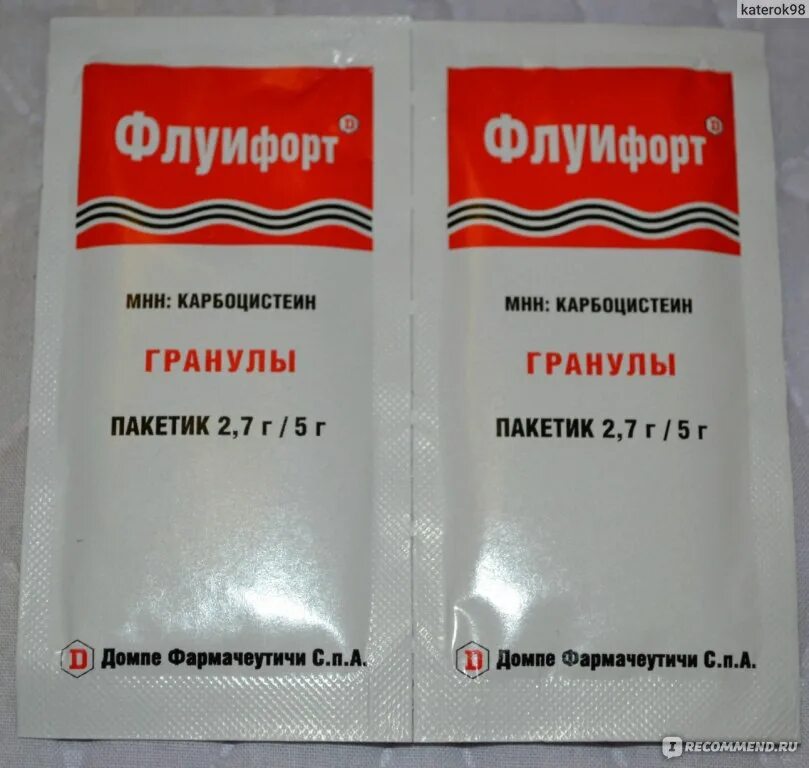 katerok98
Флуифорт D
МНН: КАРБОЦИСТЕИН
ГРАНУЛЫ
ПАКЕТИК 2,7 г / 5 г
D Домпе Фармачеутичи С.п.А.
Флуифорт D
МНН: КАРБОЦИСТЕИН
ГРАНУЛЫ
ПАКЕТИК 2,7 г / 5 г
D Домпе Фармачеутичи С.п.А.
I RECOMMEND.RU